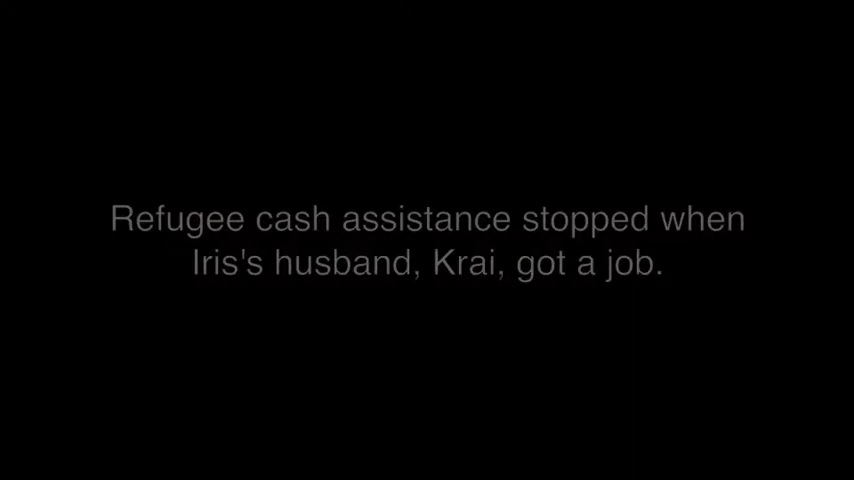 Refugee cash assistance stopped when
Iris's husband, Krai, got a job.